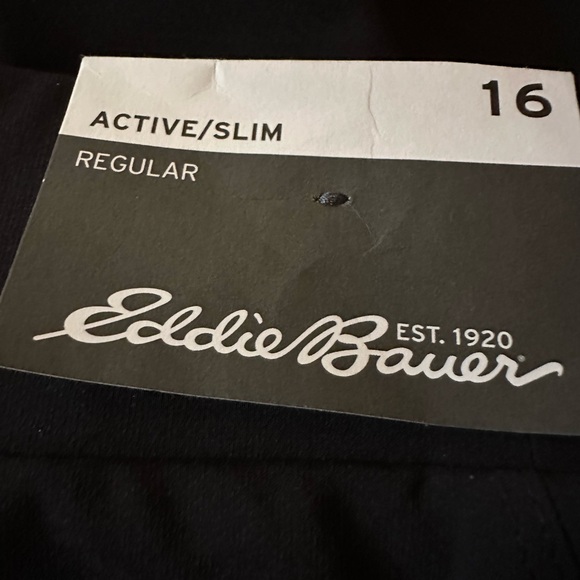 16
ACTIVE/SLIM
REGULAR
EST. 1920
Eddie Bauer